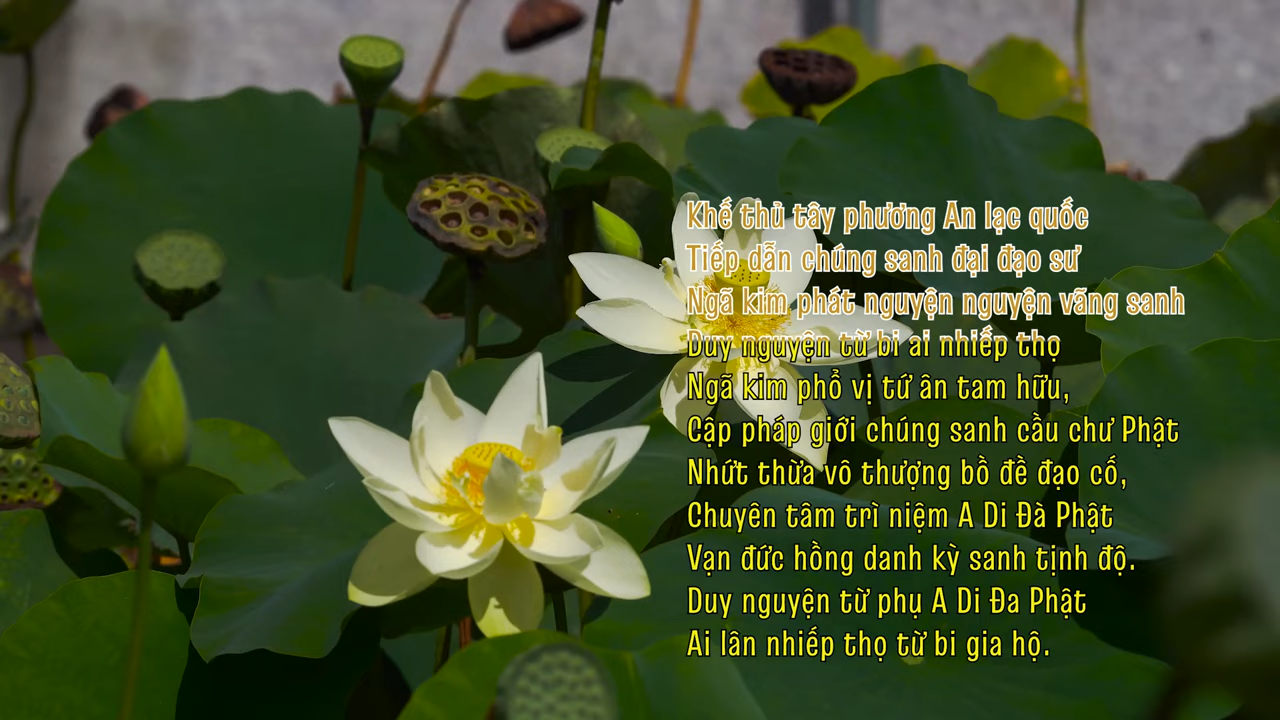 Khế thủ tây phương An lạc quốc
Tiếp dẫn chúng sanh đại đạo sư
Ngã kim phát nguyện nguyện vãng sanh
Duy nguyện từ bi ai nhiếp thọ
Ngã kim phổ vị tứ ân tam hữu,
Cập pháp giới chúng sanh cầu chư Phật
Nhứt thừa vô thượng bồ đề đạo cố,
Chuyên tâm trì niệm A Di Đà Phật
Vạn đức hồng danh kỳ sanh tịnh độ.
Duy nguyện từ phụ A Di Đa Phật
Ai lân nhiếp thọ từ bi gia hộ.